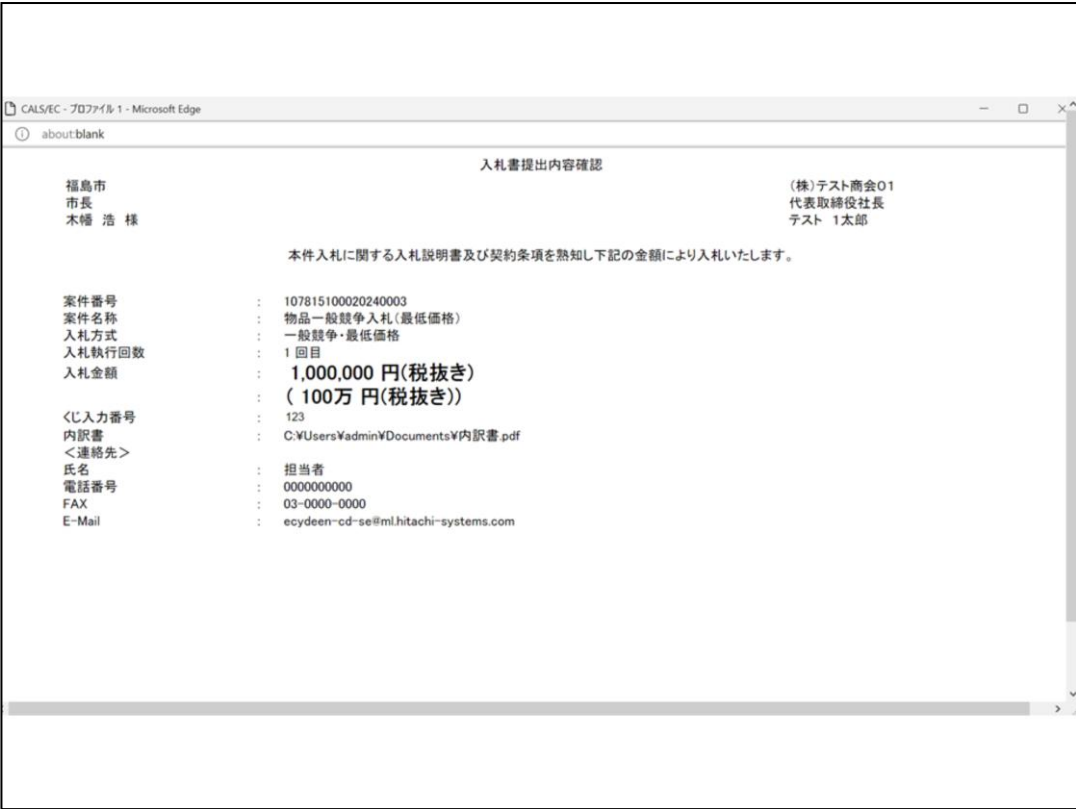 CALS/EC - プロファイル 1 - Microsoft Edge
about:blank
入札書提出内容確認
福島市
市長
木幡 浩 様
(株)テスト商会01
代表取締役社長
テスト 1太郎
本件入札に関する入札説明書及び契約条項を熟知し下記の金額により入札いたします。
案件番号 : 107815100020240003
案件名称 : 物品一般競争入札(最低価格)
入札方式 : 一般競争・最低価格
入札執行回数 : 1 回目
入札金額 : 1,000,000 円(税抜き)
: ( 100万 円(税抜き))
くじ入力番号 : 123
内訳書 : C:¥Users¥admin¥Documents¥内訳書.pdf
<連絡先>
氏名 : 担当者
電話番号 : 0000000000
FAX : 03-0000-0000
E-Mail : ecydeen-cd-se@ml.hitachi-systems.com